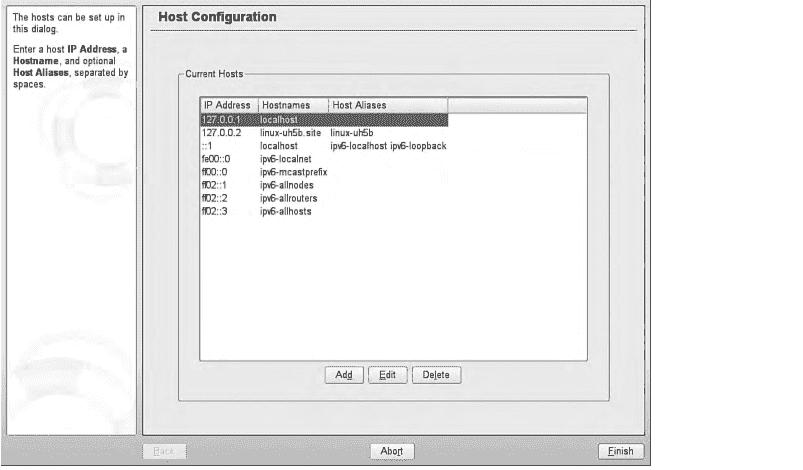 The hosts can be set up in
this dialog.
Enter a host IP Address, a
Hostname, and optional
Host Aliases, separated by
spaces.
Host Configuration
Current Hosts
IP Address Hostnames Host Aliases
127.0.0.1 localhost
127.0.0.2 linux-uh5b.site linux-uh5b
::1 localhost ipv6-localhost ipv6-loopback
fe00::0 ipv6-localnet
ff00::0 ipv6-mcastprefix
ff02::1 ipv6-allnodes
ff02::2 ipv6-allrouters
ff02::3 ipv6-allhosts
Add Edit Delete
Back Abort Finish